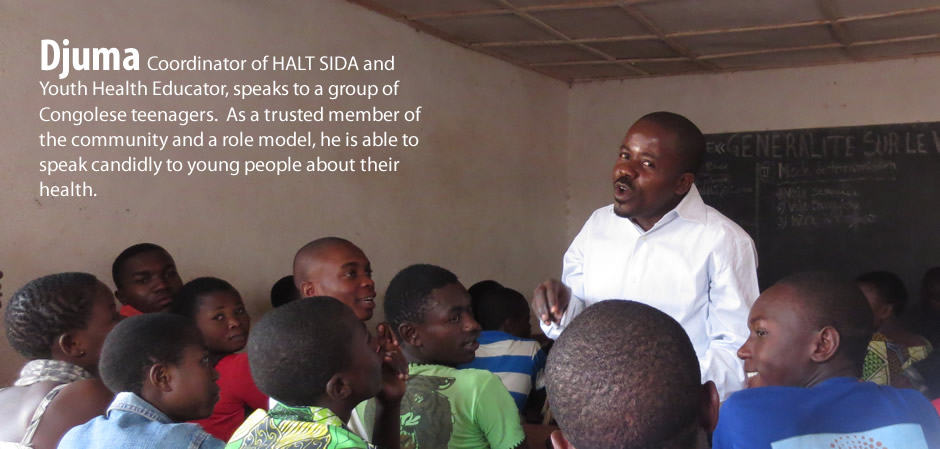 Djuma Coordinator of HALT SIDA and
Youth Health Educator, speaks to a group of
Congolese teenagers.  As a trusted member of
the community and a role model, he is able to
speak candidly to young people about their
health.
GENERALITE SUR LE